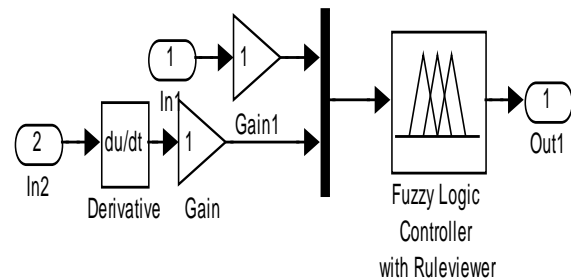 1
1
In1
Gain1
2
du/dt
1
1
In2
Derivative
Gain
Out1
Fuzzy Logic
Controller
with Ruleviewer